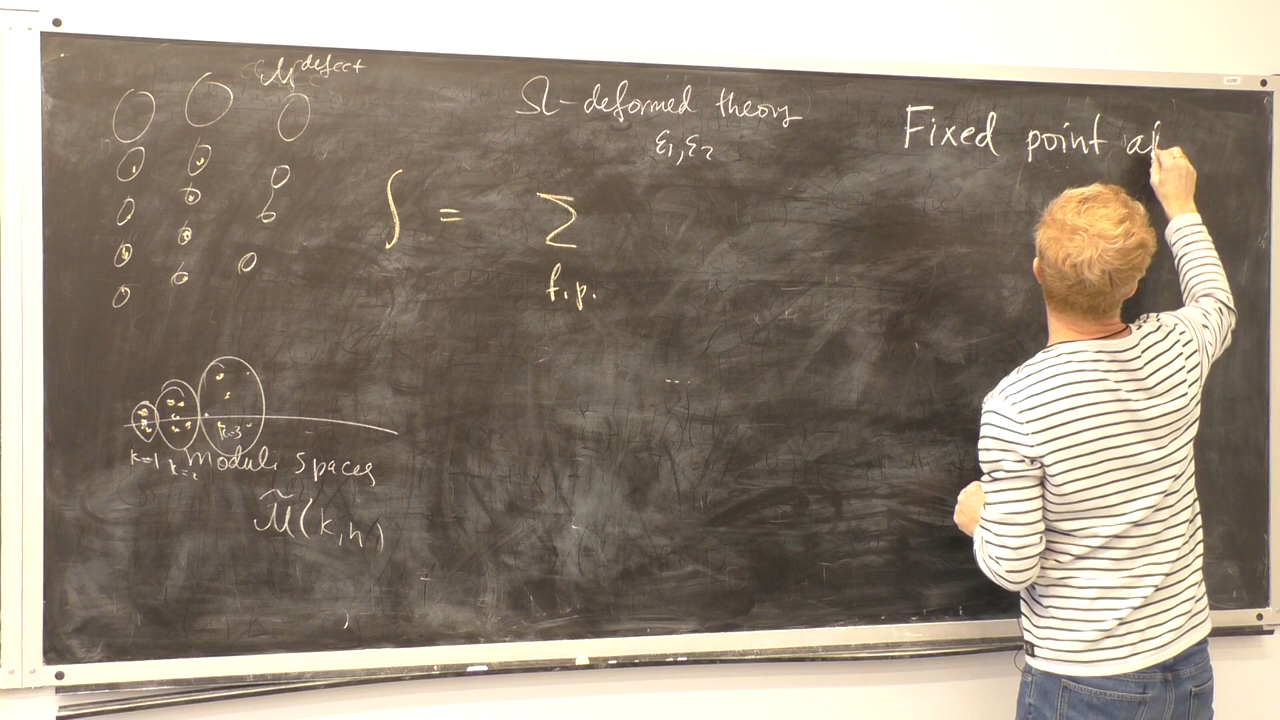 M^defect
Ω-deformed theory
ε₁, ε₂
Fixed point
∫ = Σ
f.p.
k=3
k=1 k=2
Moduli spaces
M̃(k,n)